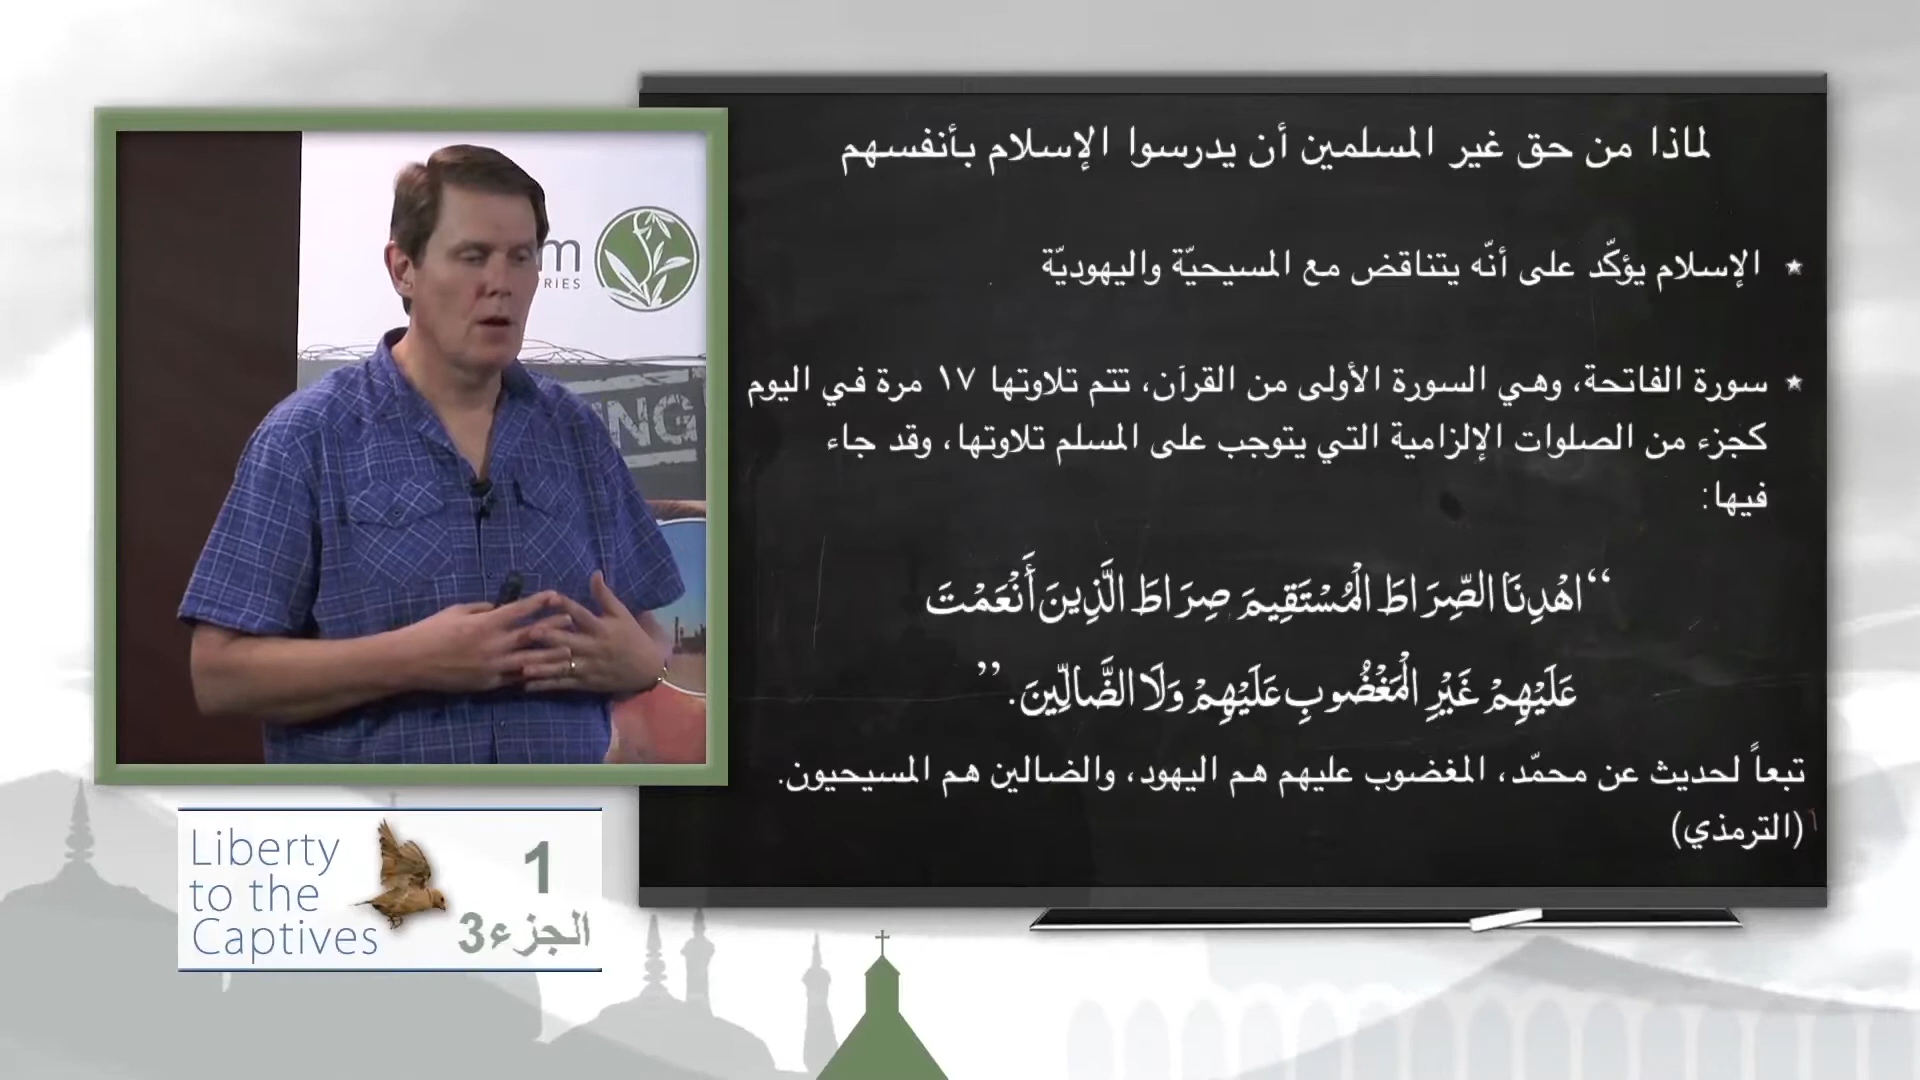 لماذا من حق غير المسلمين أن يدرسوا الإسلام بأنفسهم
★ الإسلام يؤكّد على أنّه يتناقض مع المسيحيّة واليهوديّة
★ سورة الفاتحة، وهي السورة الأولى من القرآن، تتم تلاوتها ١٧ مرة في اليوم
كجزء من الصلوات الإلزامية التي يتوجب على المسلم تلاوتها، وقد جاء
فيها:
“اهْدِنَا الصِّرَاطَ الْمُسْتَقِيمَ صِرَاطَ الَّذِينَ أَنْعَمْتَ
عَلَيْهِمْ غَيْرِ الْمَغْضُوبِ عَلَيْهِمْ وَلَا الضَّالِّينَ.”
تبعاً لحديث عن محمّد، المغضوب عليهم هم اليهود، والضالين هم المسيحيون.
(الترمذي)
m
RIES
ING
Liberty
to the
Captives
1
الجزء3